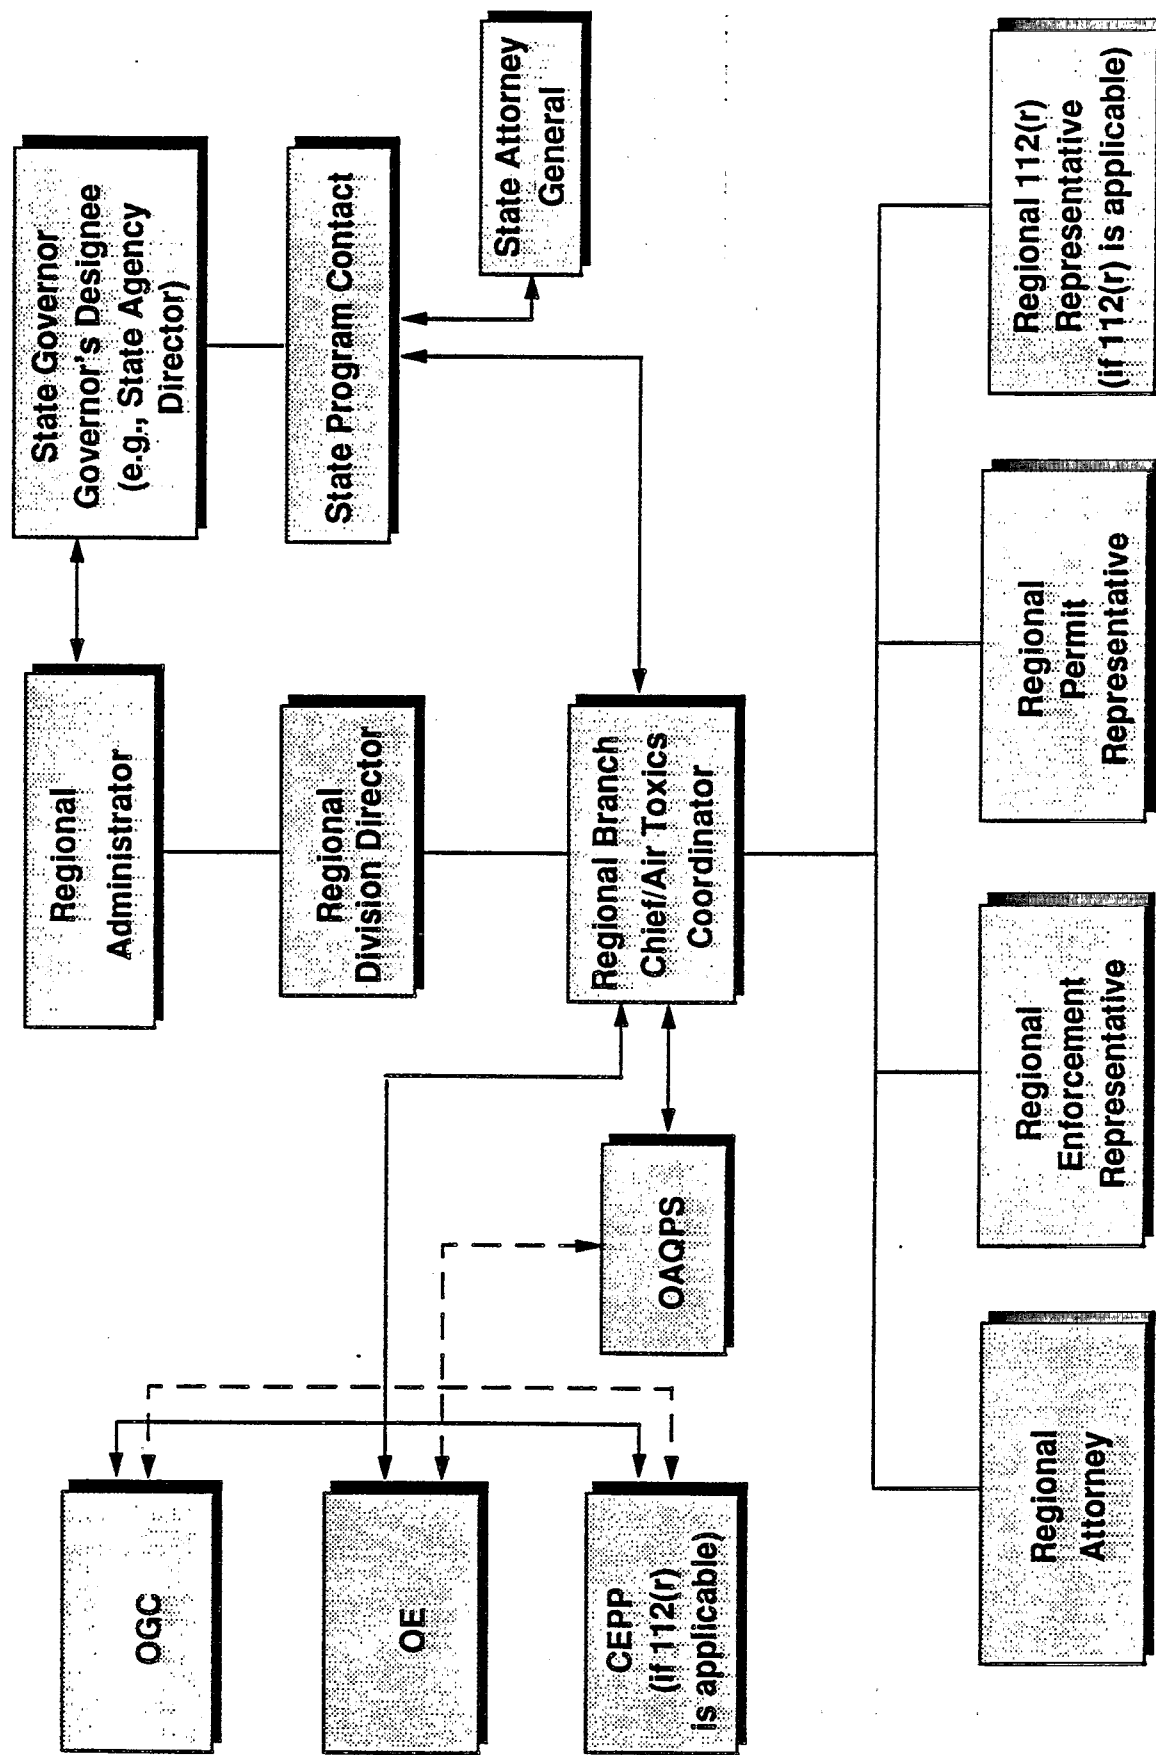 OGC
OE
CEPP
(if 112(r)
is applicable)
Regional
Administrator
Regional
Division Director
Regional Branch
Chief/Air Toxics
Coordinator
OAQPS
State Governor
Governor's Designee
(e.g., State Agency
Director)
State Program Contact
State Attorney
General
Regional
Attorney
Regional
Enforcement
Representative
Regional
Permit
Representative
Regional 112(r)
Representative
(if 112(r) is applicable)